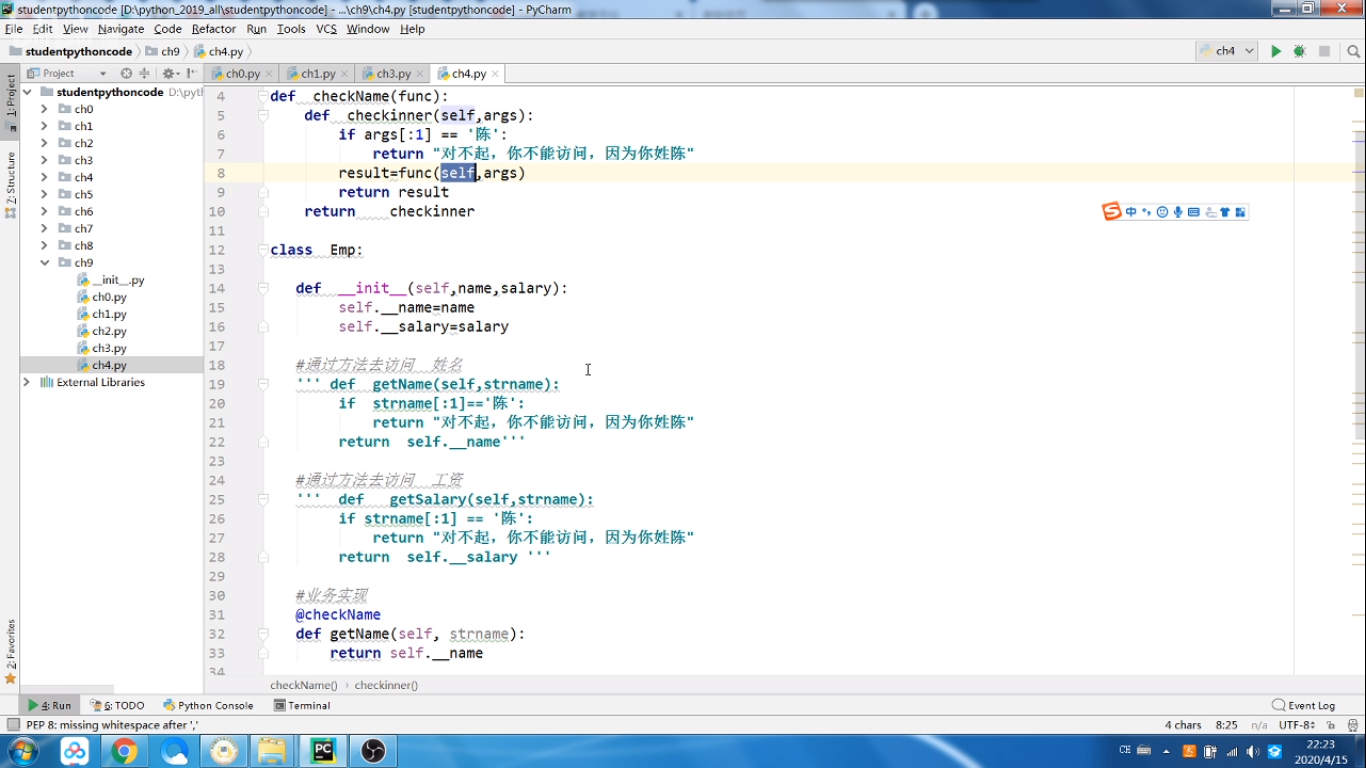 studentpythoncode [D:\python_2019_all\studentpythoncode] - ...\ch9\ch4.py [studentpythoncode] - PyCharm
File Edit View Navigate Code Refactor Run Tools VCS Window Help
studentpythoncode ch9 ch4.py ch4
Project ch0.py ch1.py ch3.py ch4.py
1: Project
7: Structure
2: Favorites
studentpythoncode D:\pyth
ch0
ch1
ch2
ch3
ch4
ch5
ch6
ch7
ch8
ch9
__init__.py
ch0.py
ch1.py
ch2.py
ch3.py
ch4.py
External Libraries
4 def checkName(func):
5 def checkinner(self,args):
6 if args[:1] == '陈':
7 return "对不起，你不能访问，因为你姓陈"
8 result=func(self,args)
9 return result
10 return checkinner
11
12 class Emp:
13
14 def __init__(self,name,salary):
15 self.__name=name
16 self.__salary=salary
17
18 #通过方法去访问 姓名
19 ''' def getName(self,strname):
20 if strname[:1]=='陈':
21 return "对不起，你不能访问，因为你姓陈"
22 return self.__name'''
23
24 #通过方法去访问 工资
25 ''' def getSalary(self,strname):
26 if strname[:1] == '陈':
27 return "对不起，你不能访问，因为你姓陈"
28 return self.__salary '''
29
30 #业务实现
31 @checkName
32 def getName(self, strname):
33 return self.__name
34
中
checkName() › checkinner()
4: Run 6: TODO Python Console Terminal Event Log
PEP 8: missing whitespace after ',' 4 chars 8:25 n/a UTF-8
CH 22:23
2020/4/15